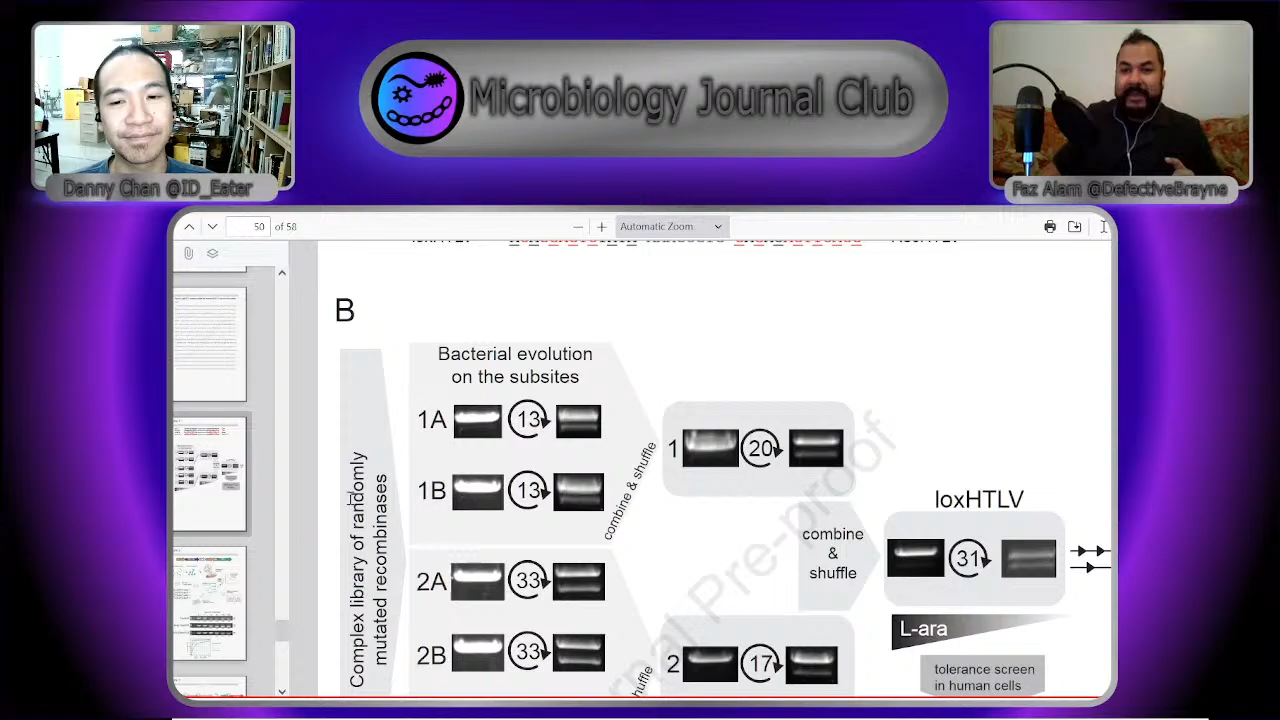 Microbiology Journal Club
Danny Chan @ID_Eater
Faz Alam @DefectiveBrayne
50 of 58
Automatic Zoom
B
Bacterial evolution
on the subsites
1A
13
1B
13
2A
33
2B
33
Complex library of randomly
mutated recombinases
combine & shuffle
1
20
2
17
combine
&
shuffle
loxHTLV
31
L-ara
tolerance screen
in human cells
Pre-proof